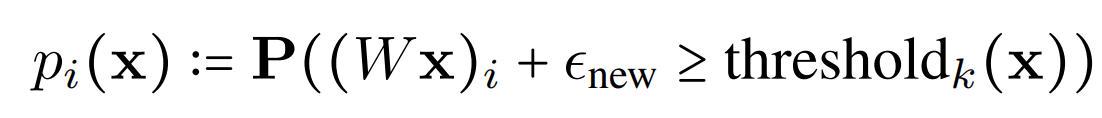 p_i(𝐱) := 𝐏((W𝐱)_i + ϵ_new ≥ threshold_k(𝐱))